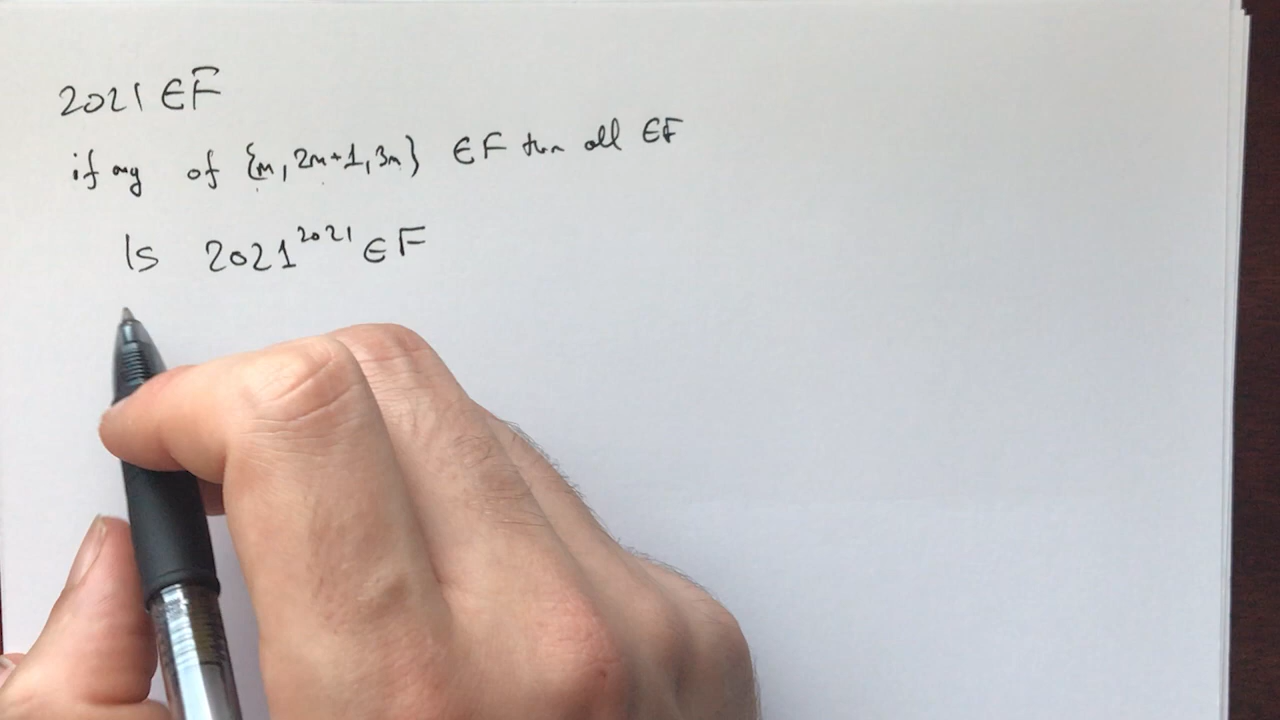 2021 ∈ F
if any of {m, 2m+1, 3m} ∈ F then all ∈ F
Is 2021^2021 ∈ F